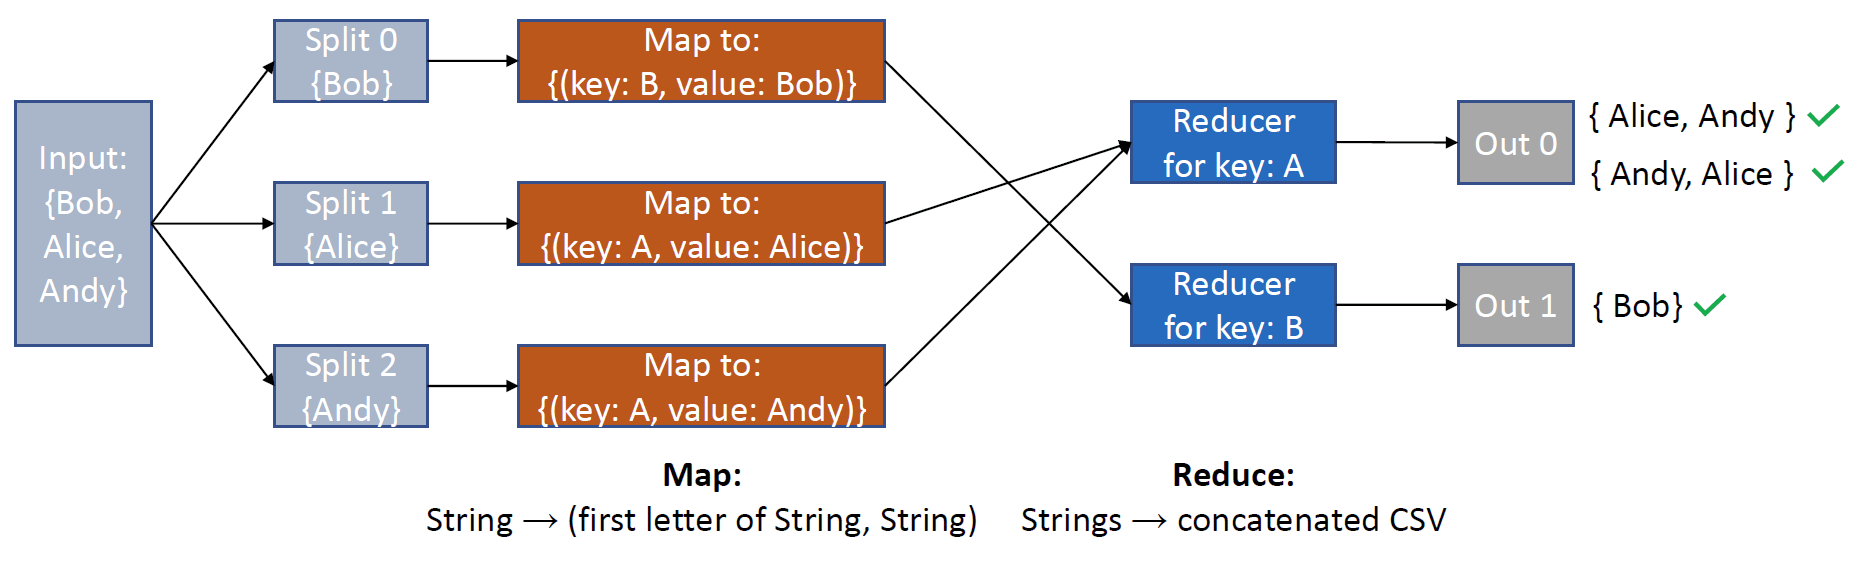 Input:
{Bob,
Alice,
Andy}
Split 0
{Bob}
Split 1
{Alice}
Split 2
{Andy}
Map to:
{(key: B, value: Bob)}
Map to:
{(key: A, value: Alice)}
Map to:
{(key: A, value: Andy)}
Reducer
for key: A
Reducer
for key: B
Out 0
Out 1
{ Alice, Andy } ✓
{ Andy, Alice } ✓
{ Bob} ✓
Map:
String → (first letter of String, String)
Reduce:
Strings → concatenated CSV